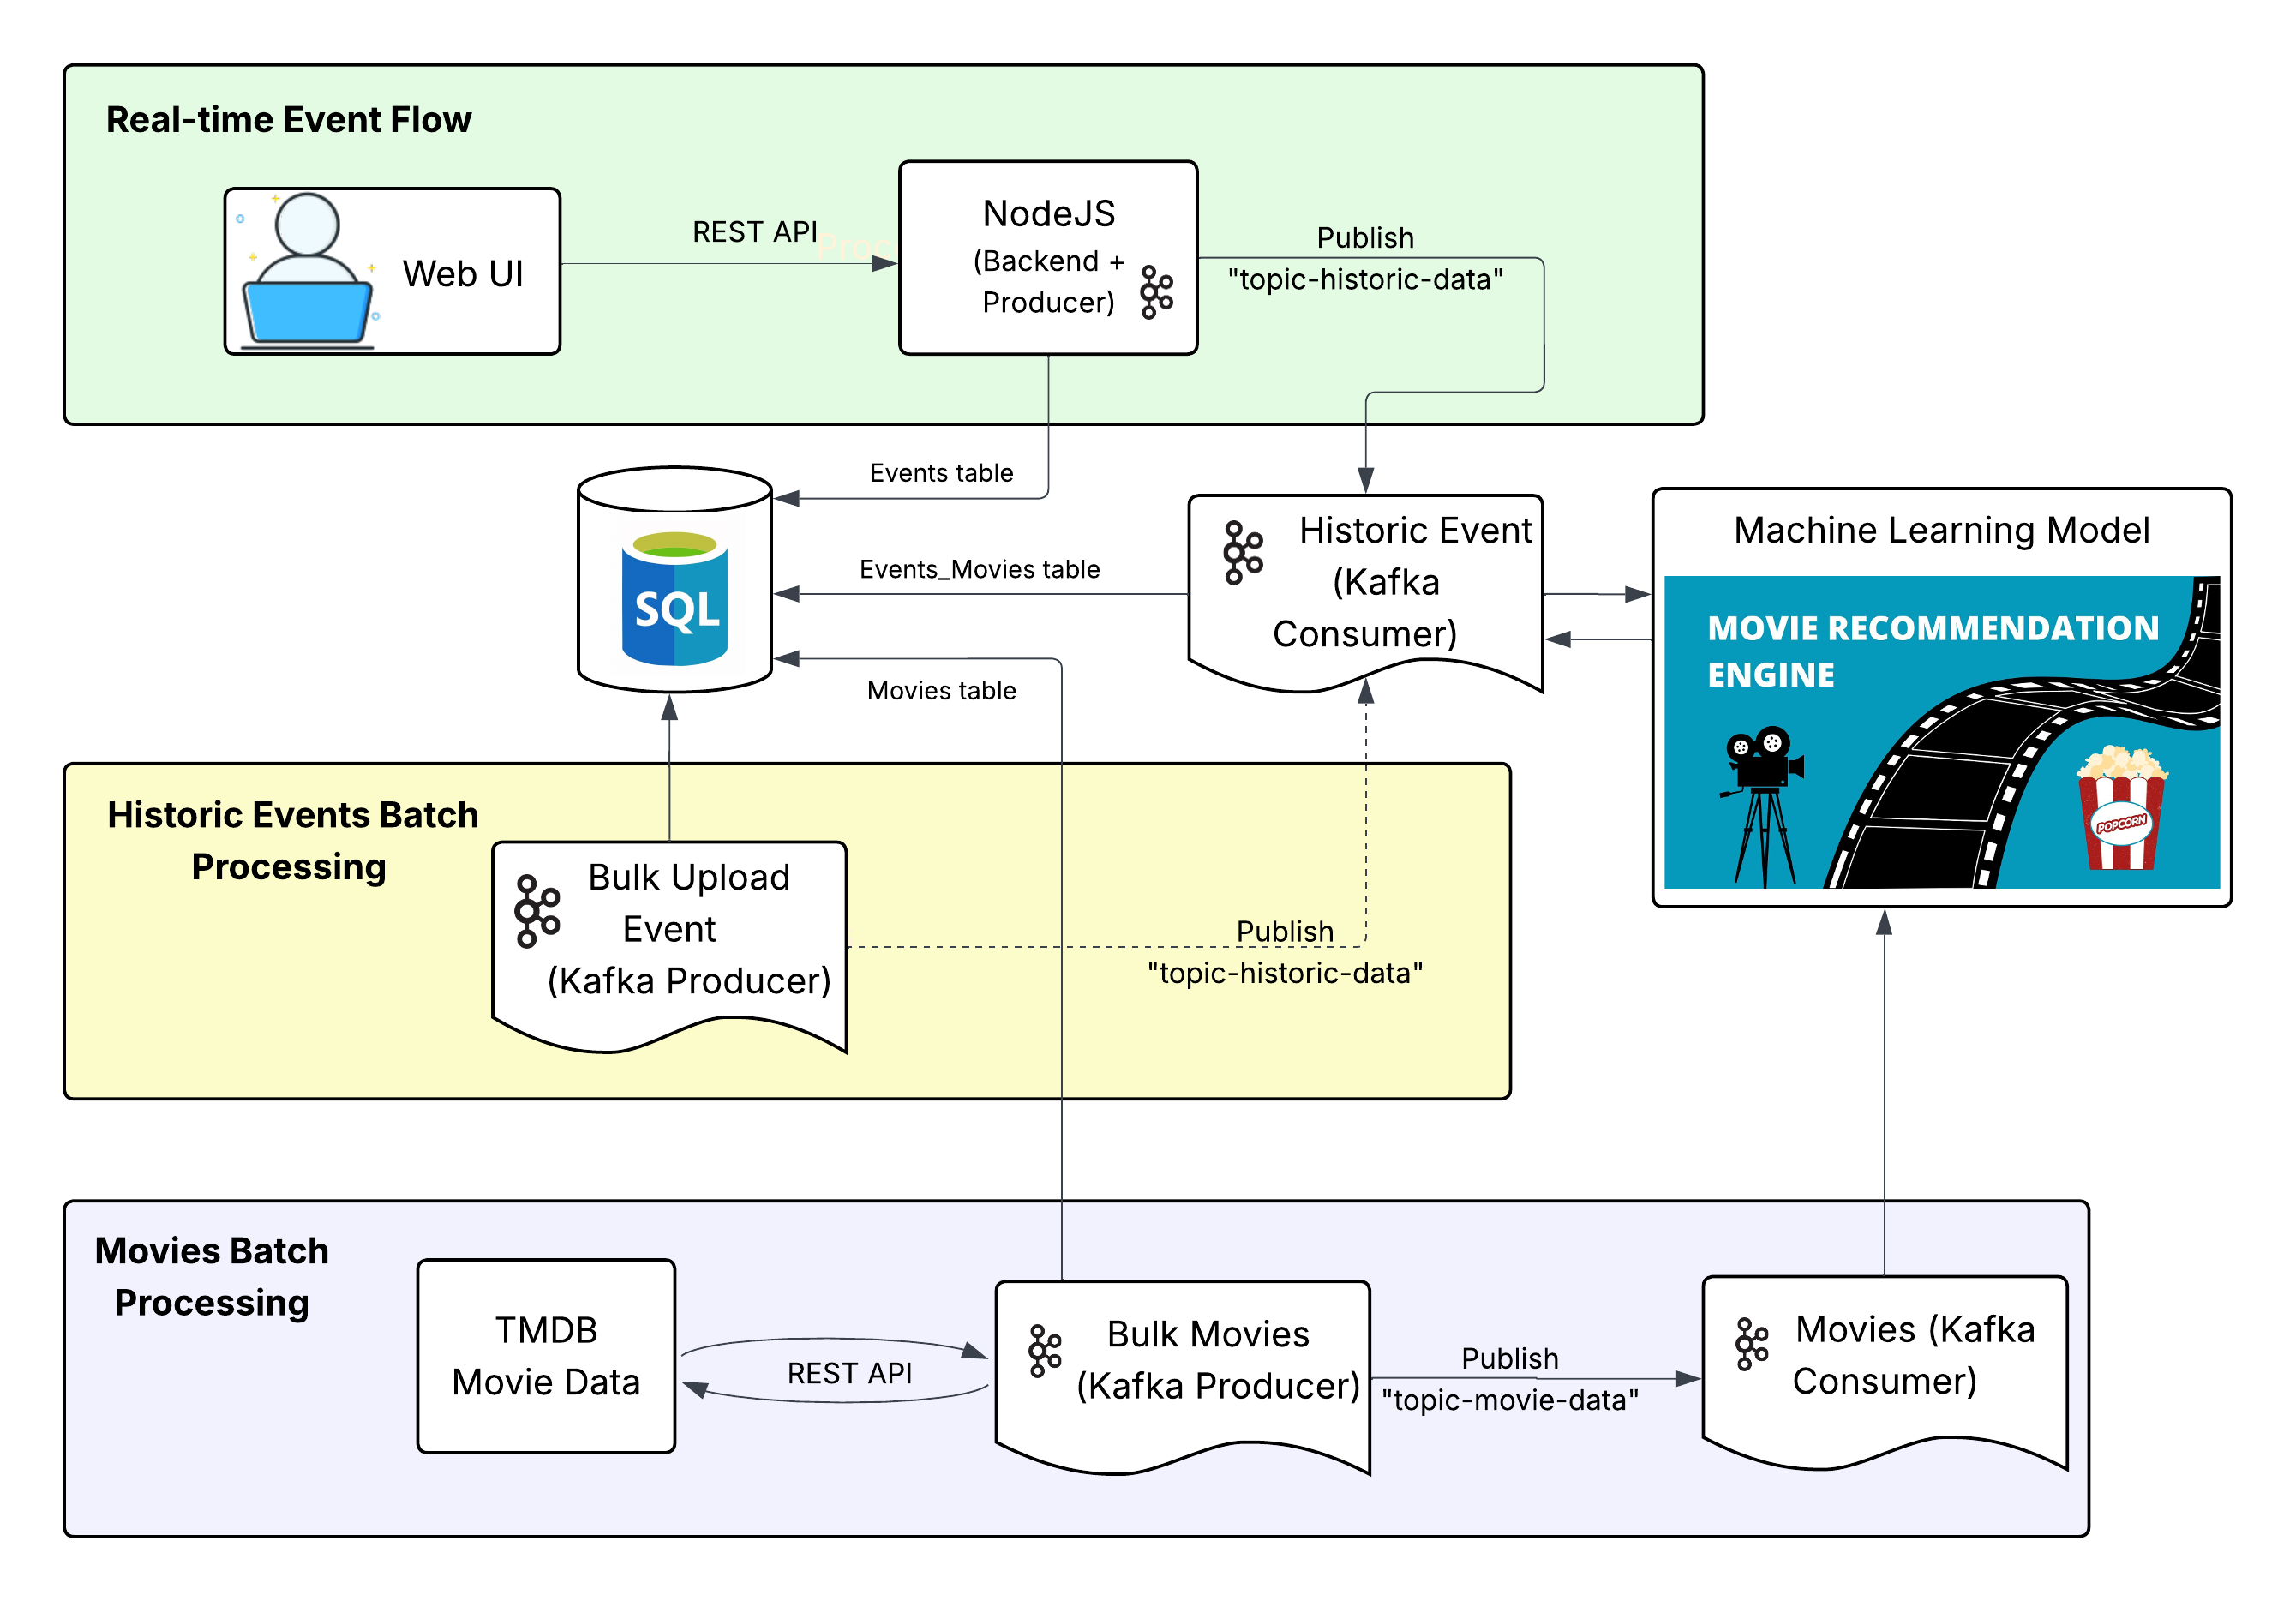 Real-time Event Flow
Web UI
REST API
Proc
NodeJS
(Backend +
Producer)
Publish
"topic-historic-data"
Events table
SQL
Events_Movies table
Movies table
Historic Event
(Kafka
Consumer)
Machine Learning Model
MOVIE RECOMMENDATION
ENGINE
POPCORN
Historic Events Batch
Processing
Bulk Upload
Event
(Kafka Producer)
Publish
"topic-historic-data"
Movies Batch
Processing
TMDB
Movie Data
REST API
Bulk Movies
(Kafka Producer)
Publish
"topic-movie-data"
Movies (Kafka
Consumer)